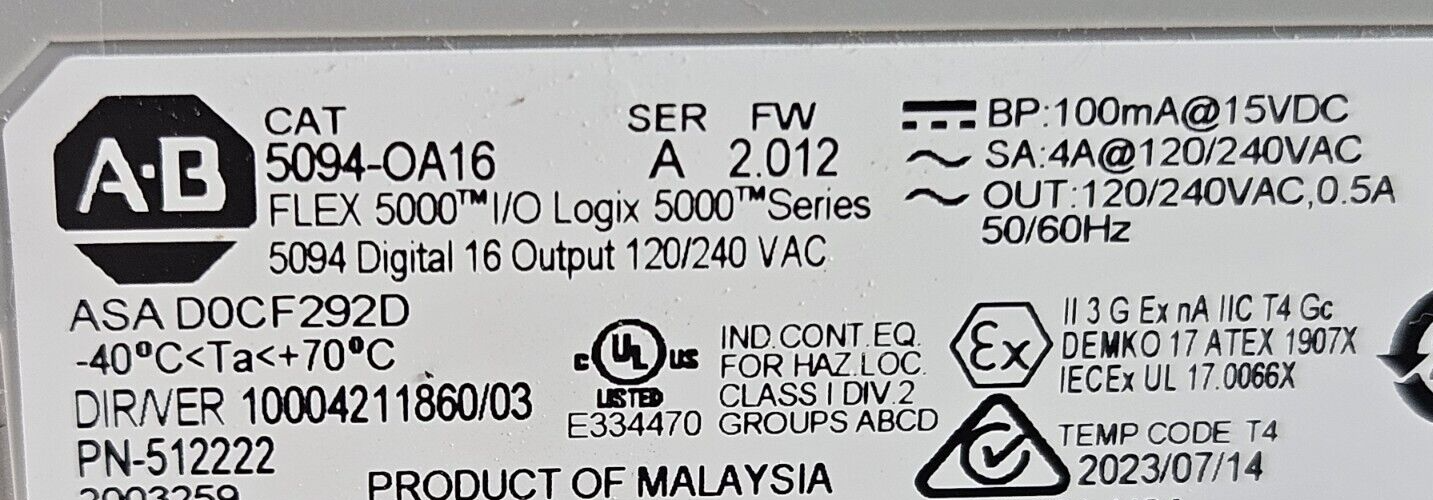 A·B
CAT SER FW
5094-OA16 A 2.012
FLEX 5000™ I/O Logix 5000™ Series
5094 Digital 16 Output 120/240 VAC
BP:100mA@15VDC
SA:4A@120/240VAC
OUT:120/240VAC,0.5A
50/60Hz
ASA D0CF292D
-40°C<Ta<+70°C
DIR/VER 10004211860/03
PN-512222
2003259
C UL US
LISTED
E334470
IND.CONT.EQ.
FOR HAZ.LOC.
CLASS I DIV.2
GROUPS ABCD
Ex
II 3 G Ex nA IIC T4 Gc
DEMKO 17 ATEX 1907X
IECEx UL 17.0066X
TEMP CODE T4
2023/07/14
PRODUCT OF MALAYSIA